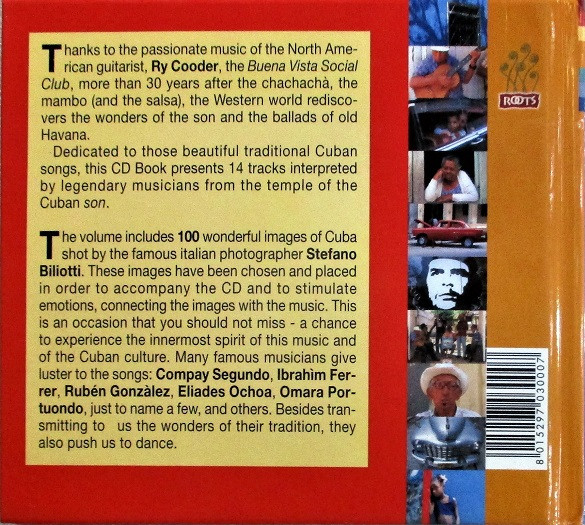 Thanks to the passionate music of the North Ame-
rican guitarist, Ry Cooder, the Buena Vista Social
Club, more than 30 years after the chachachà, the
mambo (and the salsa), the Western world redisco-
vers the wonders of the son and the ballads of old
Havana.
Dedicated to those beautiful traditional Cuban
songs, this CD Book presents 14 tracks interpreted
by legendary musicians from the temple of the
Cuban son.
The volume includes 100 wonderful images of Cuba
shot by the famous italian photographer Stefano
Biliotti. These images have been chosen and placed
in order to accompany the CD and to stimulate
emotions, connecting the images with the music. This
is an occasion that you should not miss - a chance
to experience the innermost spirit of this music and
of the Cuban culture. Many famous musicians give
luster to the songs: Compay Segundo, Ibrahìm Fer-
rer, Rubén Gonzàlez, Eliades Ochoa, Omara Por-
tuondo, just to name a few, and others. Besides tran-
smitting to us the wonders of their tradition, they
also push us to dance.
ROOTS
8 015297 030007